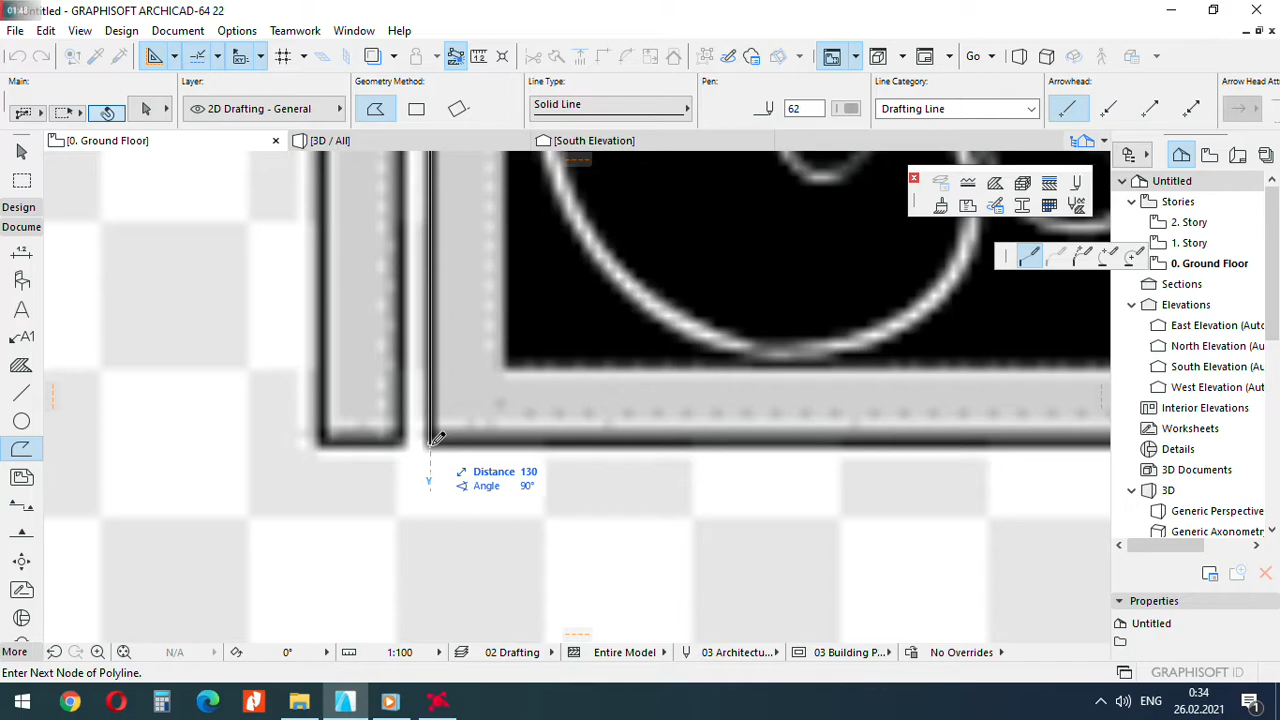 01:48
Untitled - GRAPHISOFT ARCHICAD-64 22
File Edit View Design Document Options Teamwork Window Help
Go
Main:
Layer:
Geometry Method:
Line Type:
Pen:
Line Category:
Arrowhead:
Arrow Head Att
2D Drafting - General
Solid Line
62
Drafting Line
[0. Ground Floor]
[3D / All]
[South Elevation]
Design
Docume
More
Untitled
Stories
2. Story
1. Story
0. Ground Floor
Sections
Elevations
East Elevation (Auto
North Elevation (Au
South Elevation (Au
West Elevation (Aut
Interior Elevations
Worksheets
Details
3D Documents
3D
Generic Perspective
Generic Axonometr
Distance 130
Angle 90°
Y
Properties
Untitled
N/A
0°
1:100
02 Drafting
Entire Model
03 Architectu...
03 Building P...
No Overrides
Enter Next Node of Polyline.
GRAPHISOFT ID
ENG
0:34
26.02.2021
1